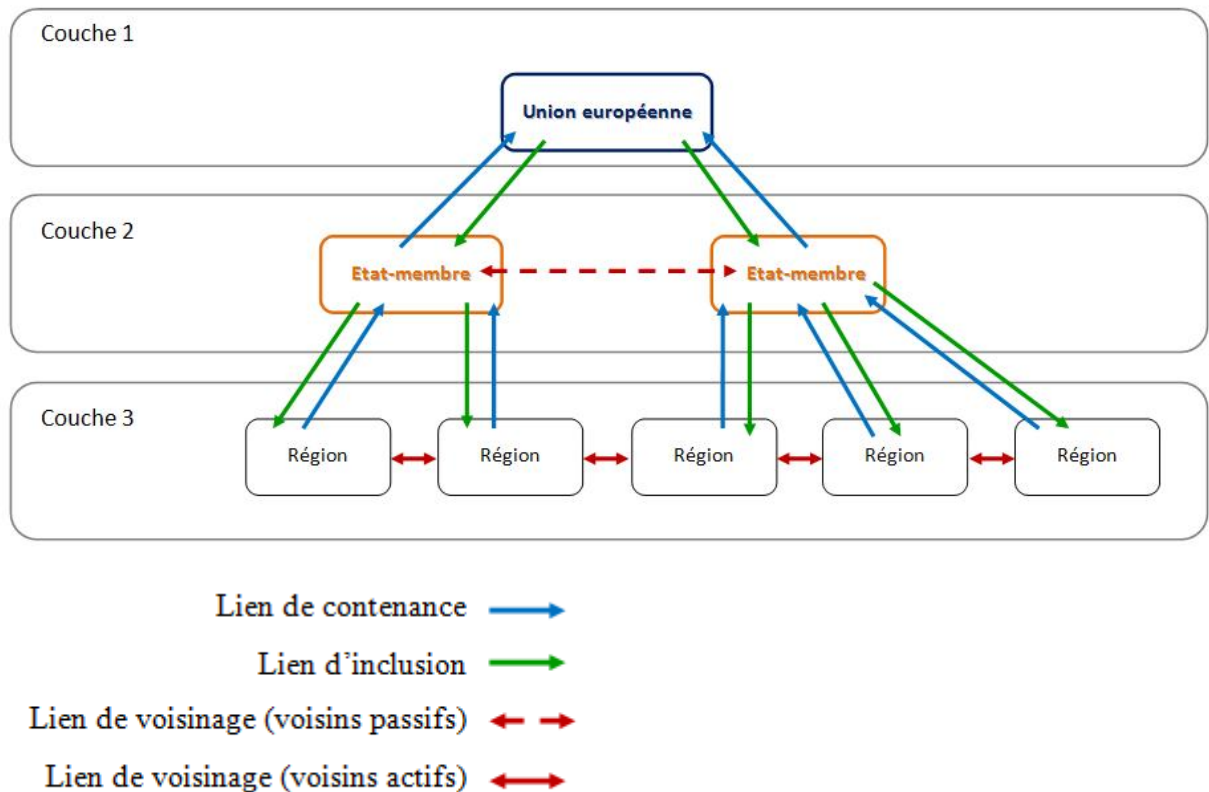 Couche 1
Union européenne
Couche 2
Etat-membre
Etat-membre
Couche 3
Région
Région
Région
Région
Région
Lien de contenance
Lien d'inclusion
Lien de voisinage (voisins passifs)
Lien de voisinage (voisins actifs)